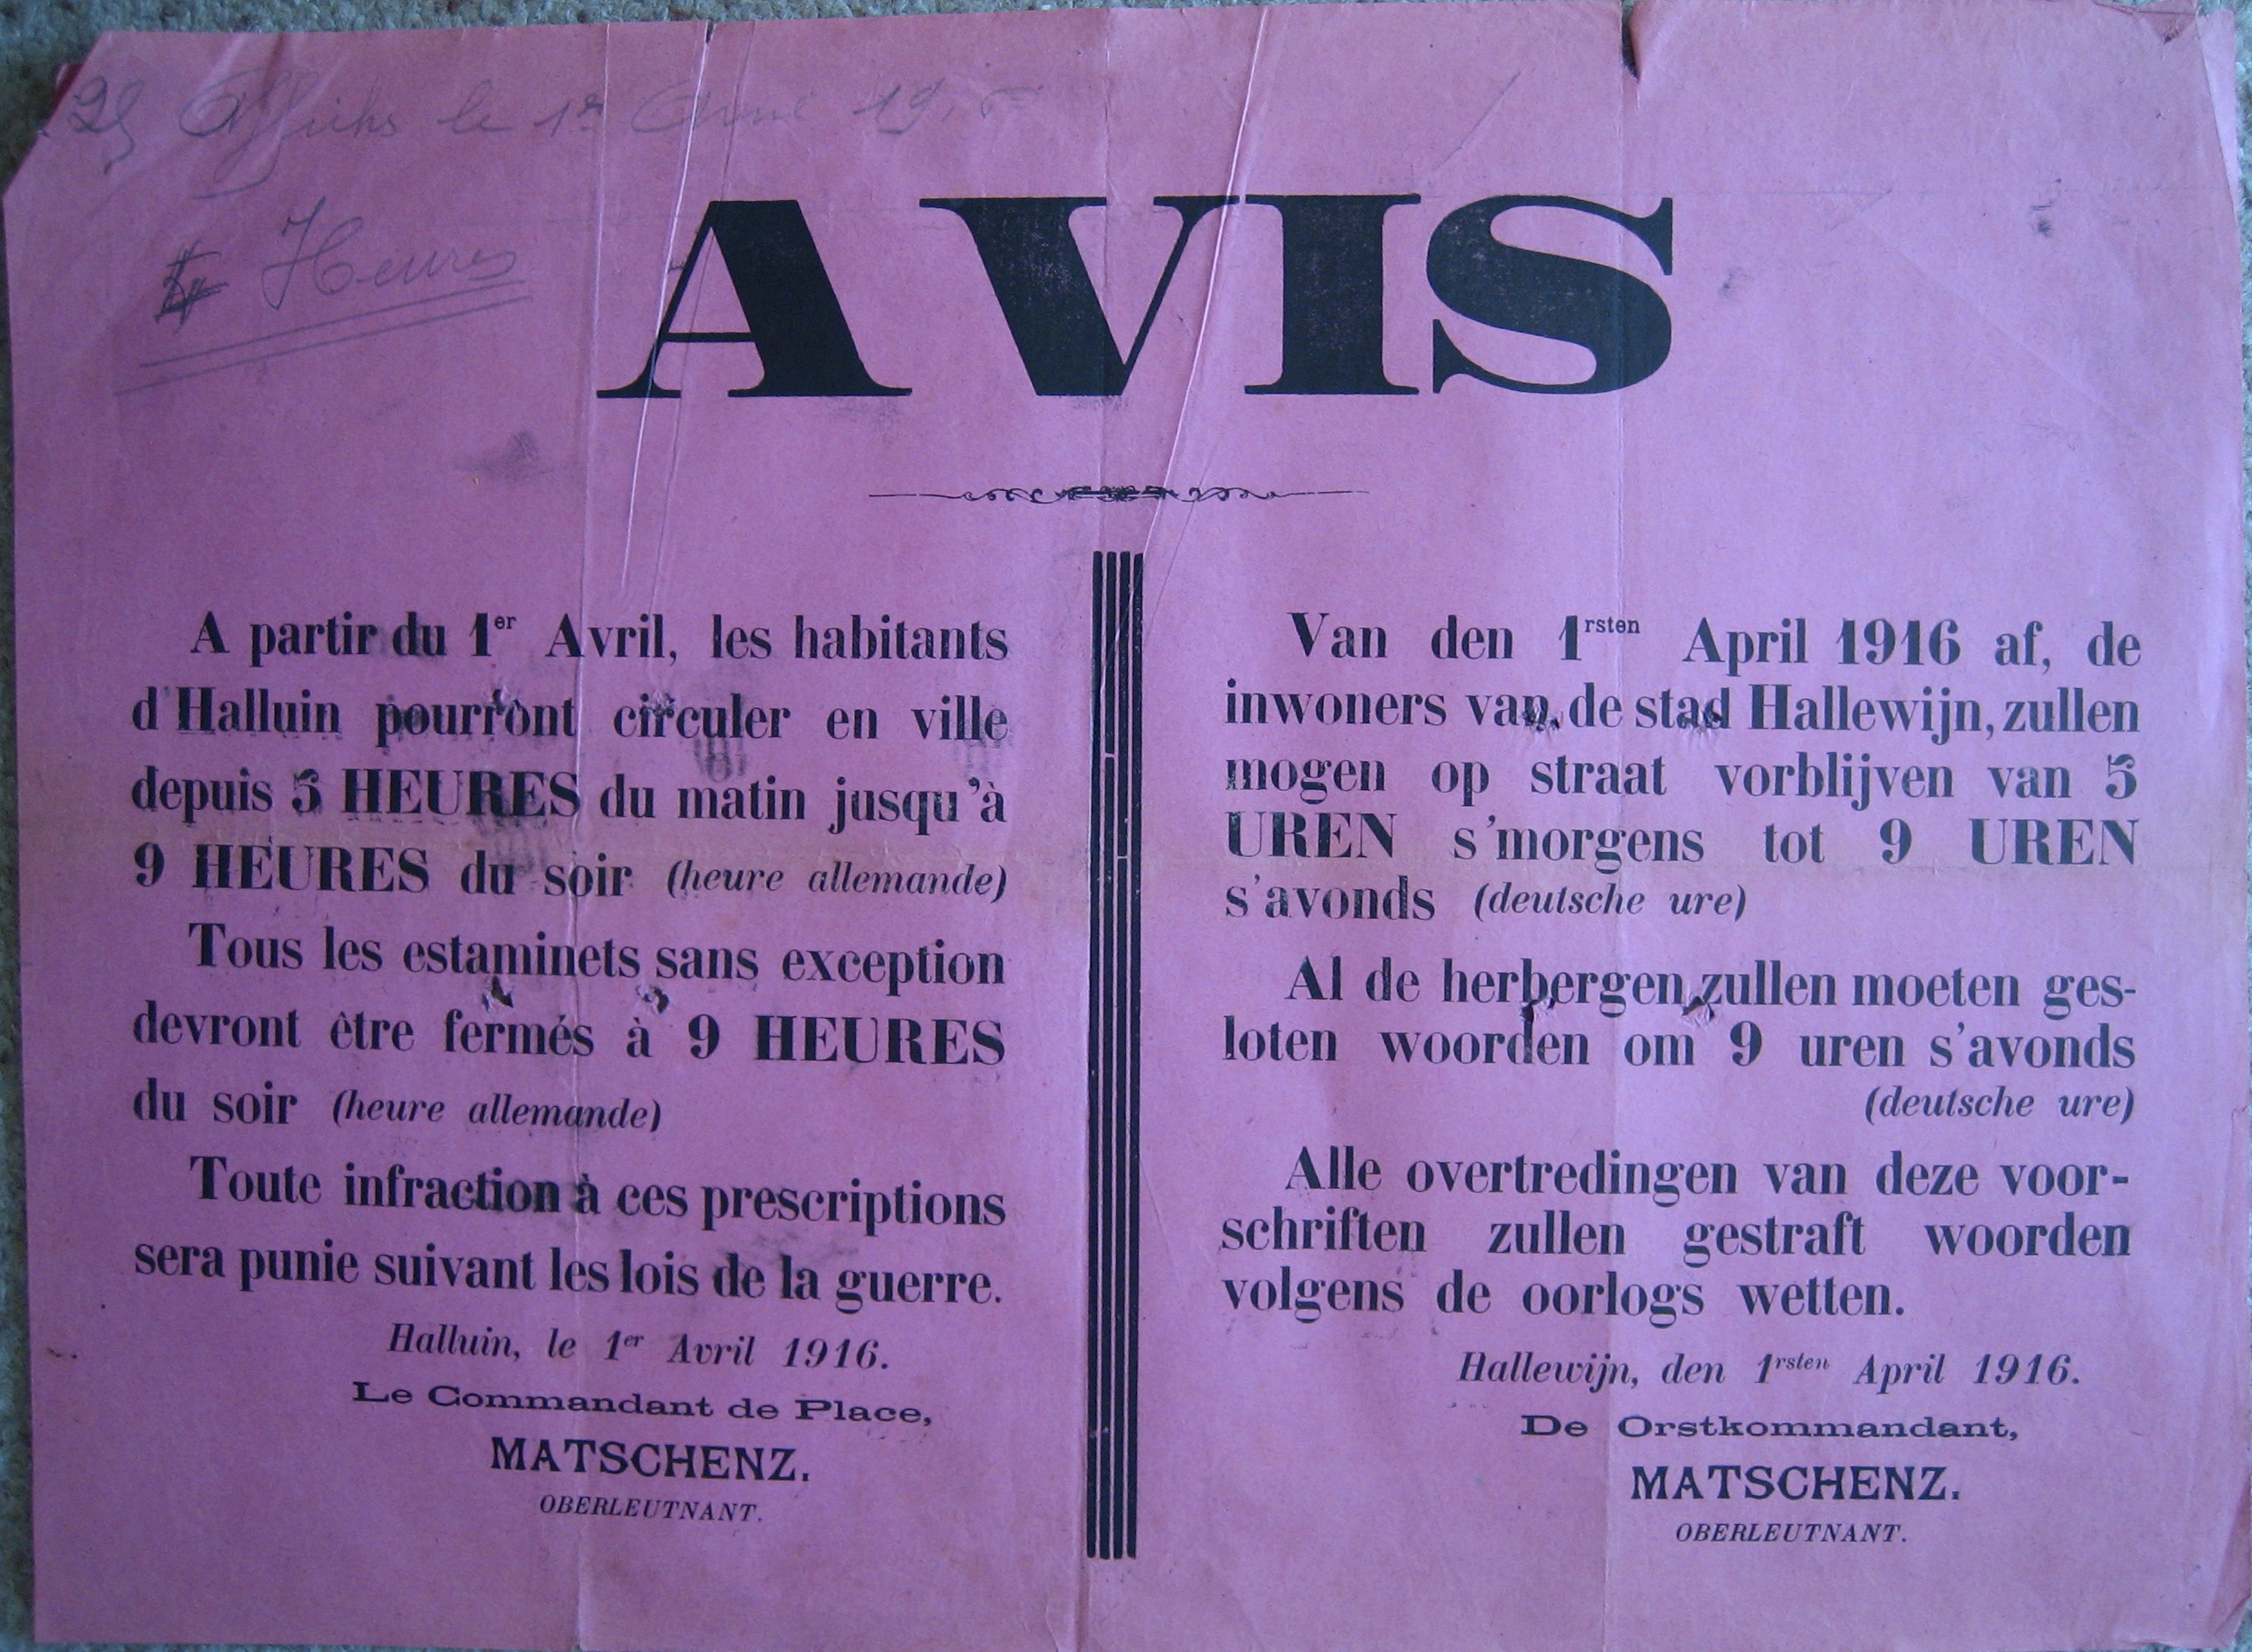 Affiche le 1er 19
Heures
AVIS
A partir du 1er Avril, les habitants
d'Halluin pourront circuler en ville
depuis 5 HEURES du matin jusqu'à
9 HEURES du soir (heure allemande)
Tous les estaminets sans exception
devront être fermés à 9 HEURES
du soir (heure allemande)
Toute infraction à ces prescriptions
sera punie suivant les lois de la guerre.
Halluin, le 1er Avril 1916.
Le Commandant de Place,
MATSCHENZ.
OBERLEUTNANT.
Van den 1rsten April 1916 af, de
inwoners van de stad Hallewijn, zullen
mogen op straat vorblijven van 5
UREN s'morgens tot 9 UREN
s'avonds (deutsche ure)
Al de herbergen zullen moeten ges-
loten woorden om 9 uren s'avonds
(deutsche ure)
Alle overtredingen van deze voor-
schriften zullen gestraft woorden
volgens de oorlogs wetten.
Hallewijn, den 1rsten April 1916.
De Orstkommandant,
MATSCHENZ.
OBERLEUTNANT.